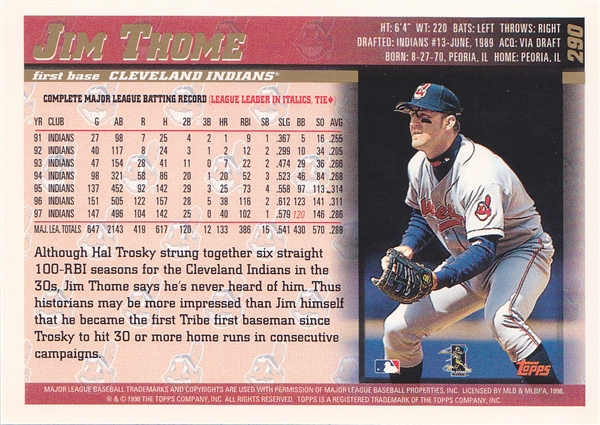 JIM THOME
first base CLEVELAND INDIANS
HT: 6'4" WT: 220 BATS: LEFT THROWS: RIGHT
DRAFTED: INDIANS #13-JUNE, 1989 ACQ: VIA DRAFT
BORN: 8-27-70, PEORIA, IL HOME: PEORIA, IL
290
COMPLETE MAJOR LEAGUE BATTING RECORD (LEAGUE LEADER IN ITALICS, TIE♦)
YR CLUB G AB R H 2B 3B HR RBI SB SLG BB SO AVG
91 INDIANS 27 98 7 25 4 2 1 9 1 .367 5 16 .255
92 INDIANS 40 117 8 24 3 1 2 12 2 .299 10 34 .205
93 INDIANS 47 154 28 41 11 0 7 22 2 .474 29 36 .266
94 INDIANS 98 321 58 86 20 1 20 52 3 .523 46 84 .268
95 INDIANS 137 452 92 142 29 3 25 73 4 .558 97 113 .314
96 INDIANS 151 505 122 157 28 5 38 116 2 .612 123 141 .311
97 INDIANS 147 496 104 142 25 0 40 102 1 .579 120 146 .286
MAJ. LEA. TOTALS 647 2143 419 617 120 12 133 386 15 .541 430 570 .288
Although Hal Trosky strung together six straight
100-RBI seasons for the Cleveland Indians in the
30s, Jim Thome says he's never heard of him. Thus
historians may be more impressed than Jim himself
that he became the first Tribe first baseman since
Trosky to hit 30 or more home runs in consecutive
campaigns.
Topps
MAJOR LEAGUE BASEBALL TRADEMARKS AND COPYRIGHTS ARE USED WITH PERMISSION OF MAJOR LEAGUE BASEBALL PROPERTIES, INC. LICENSED BY MLB & MLBPA, 1998.
® & © 1998 THE TOPPS COMPANY, INC. ALL RIGHTS RESERVED. TOPPS IS A REGISTERED TRADEMARK OF THE TOPPS COMPANY, INC.